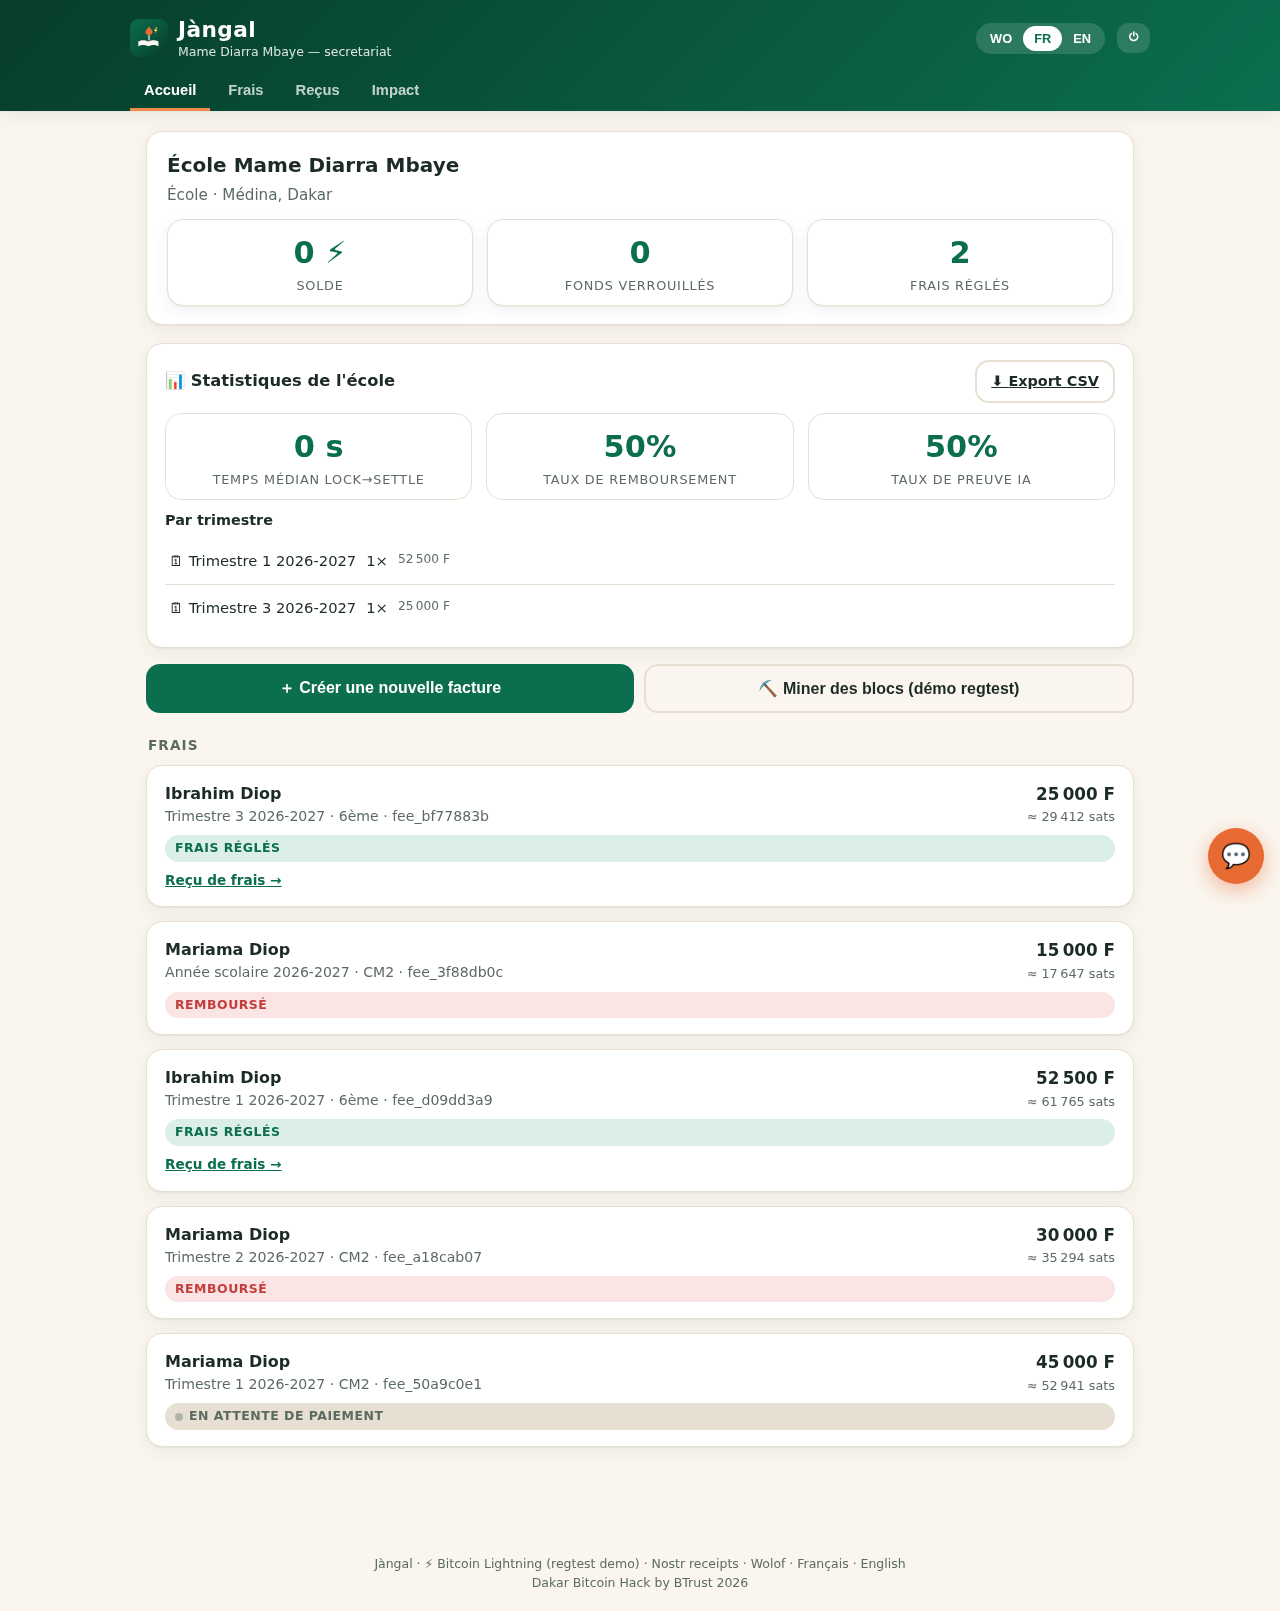 Jàngal
Mame Diarra Mbaye — secretariat
WO FR EN
Accueil Frais Reçus Impact
École Mame Diarra Mbaye
École · Médina, Dakar
0 ⚡ 0 2
SOLDE FONDS VERROUILLÉS FRAIS RÉGLÉS
📊 Statistiques de l'école ⬇ Export CSV
0 s 50% 50%
TEMPS MÉDIAN LOCK→SETTLE TAUX DE REMBOURSEMENT TAUX DE PREUVE IA
Par trimestre
🗓 Trimestre 1 2026-2027 1× 52 500 F
🗓 Trimestre 3 2026-2027 1× 25 000 F
+ Créer une nouvelle facture ⛏️ Miner des blocs (démo regtest)
FRAIS
Ibrahim Diop 25 000 F
Trimestre 3 2026-2027 · 6ème · fee_bf77883b ≈ 29 412 sats
FRAIS RÉGLÉS
Reçu de frais →
Mariama Diop 15 000 F
Année scolaire 2026-2027 · CM2 · fee_3f88db0c ≈ 17 647 sats
REMBOURSÉ
Ibrahim Diop 52 500 F
Trimestre 1 2026-2027 · 6ème · fee_d09dd3a9 ≈ 61 765 sats
FRAIS RÉGLÉS
Reçu de frais →
Mariama Diop 30 000 F
Trimestre 2 2026-2027 · CM2 · fee_a18cab07 ≈ 35 294 sats
REMBOURSÉ
Mariama Diop 45 000 F
Trimestre 1 2026-2027 · CM2 · fee_50a9c0e1 ≈ 52 941 sats
EN ATTENTE DE PAIEMENT
Jàngal · ⚡ Bitcoin Lightning (regtest demo) · Nostr receipts · Wolof · Français · English
Dakar Bitcoin Hack by BTrust 2026